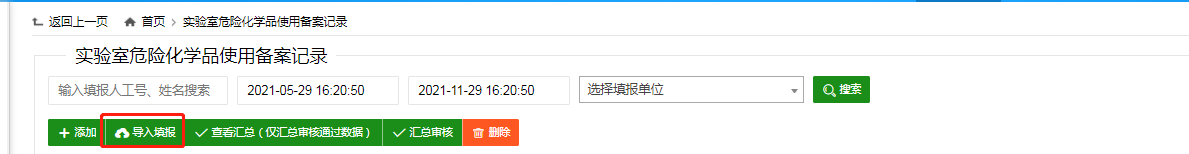 返回上一页 首页 > 实验室危险化学品使用备案记录
实验室危险化学品使用备案记录
输入填报人工号、姓名搜索 2021-05-29 16:20:50 2021-11-29 16:20:50 选择填报单位 搜索
添加 导入填报 查看汇总（仅汇总审核通过数据） 汇总审核 删除